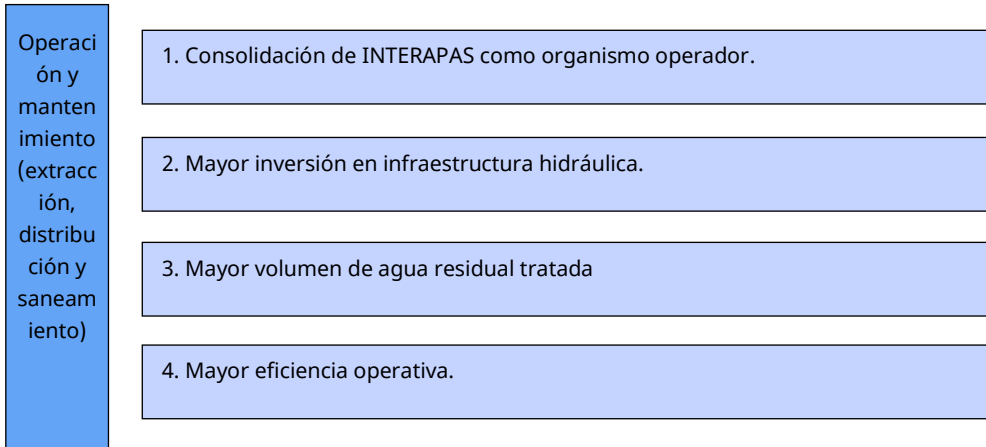 Operaci
ón y
manten
imiento
(extracc
ión,
distribu
ción y
saneam
iento)
1. Consolidación de INTERAPAS como organismo operador.
2. Mayor inversión en infraestructura hidráulica.
3. Mayor volumen de agua residual tratada
4. Mayor eficiencia operativa.